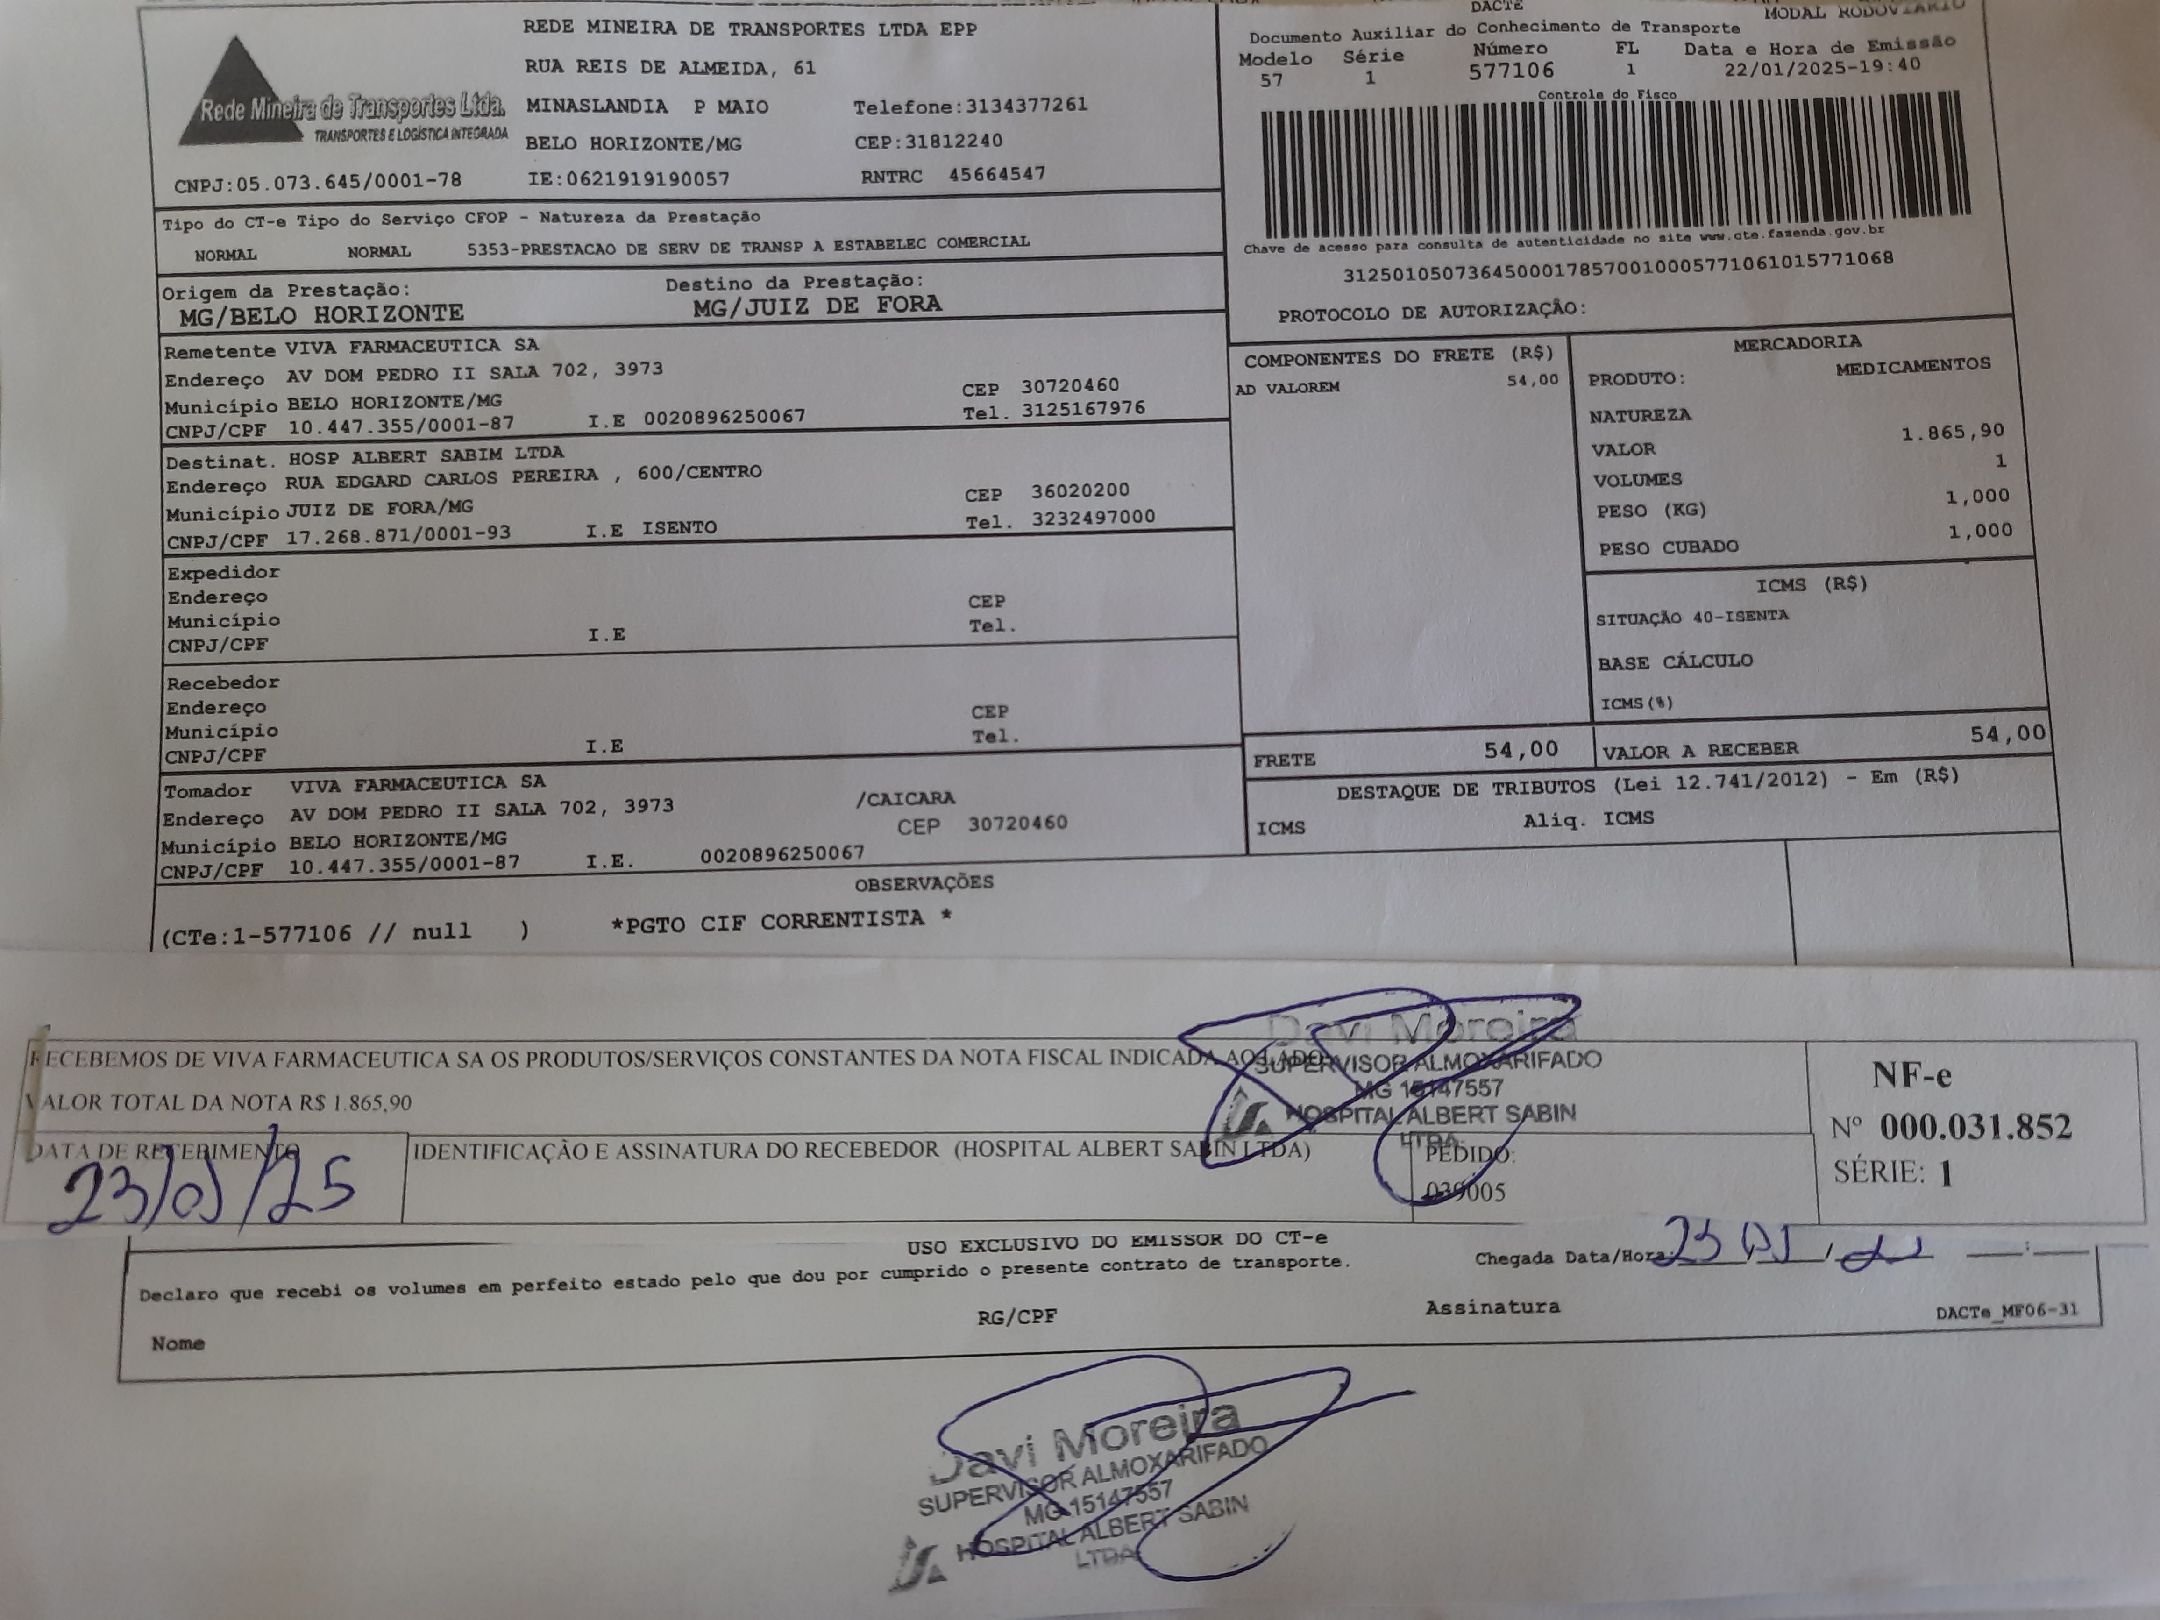 DACTE
MODAL RODOVIÁRIO
REDE MINEIRA DE TRANSPORTES LTDA EPP
RUA REIS DE ALMEIDA, 61
MINASLANDIA P MAIO Telefone:3134377261
BELO HORIZONTE/MG CEP:31812240
Rede Mineira de Transportes Ltda.
TRANSPORTES E LOGÍSTICA INTEGRADA
CNPJ:05.073.645/0001-78 IE:0621919190057 RNTRC 45664547
Documento Auxiliar do Conhecimento de Transporte
Modelo Série Número FL Data e Hora de Emissão
57 1 577106 1 22/01/2025-19:40
Controle do Fisco
Chave de acesso para consulta de autenticidade no site www.cte.fazenda.gov.br
31250105073645000178570010005771061015771068
PROTOCOLO DE AUTORIZAÇÃO:
Tipo do CT-e Tipo do Serviço CFOP - Natureza da Prestação
NORMAL NORMAL 5353-PRESTACAO DE SERV DE TRANSP A ESTABELEC COMERCIAL
Origem da Prestação: Destino da Prestação:
MG/BELO HORIZONTE MG/JUIZ DE FORA
Remetente VIVA FARMACEUTICA SA
Endereço AV DOM PEDRO II SALA 702, 3973
Município BELO HORIZONTE/MG CEP 30720460
CNPJ/CPF 10.447.355/0001-87 I.E 0020896250067 Tel. 3125167976
Destinat. HOSP ALBERT SABIM LTDA
Endereço RUA EDGARD CARLOS PEREIRA , 600/CENTRO
Município JUIZ DE FORA/MG CEP 36020200
CNPJ/CPF 17.268.871/0001-93 I.E ISENTO Tel. 3232497000
Expedidor
Endereço
Município CEP
CNPJ/CPF I.E Tel.
Recebedor
Endereço
Município CEP
CNPJ/CPF I.E Tel.
Tomador VIVA FARMACEUTICA SA
Endereço AV DOM PEDRO II SALA 702, 3973 /CAICARA
Município BELO HORIZONTE/MG CEP 30720460
CNPJ/CPF 10.447.355/0001-87 I.E. 0020896250067
COMPONENTES DO FRETE (R$)
AD VALOREM 54,00
MERCADORIA
PRODUTO: MEDICAMENTOS
NATUREZA
VALOR 1.865,90
VOLUMES 1
PESO (KG) 1,000
PESO CUBADO 1,000
ICMS (R$)
SITUAÇÃO 40-ISENTA
BASE CÁLCULO
ICMS(%)
FRETE 54,00 VALOR A RECEBER 54,00
DESTAQUE DE TRIBUTOS (Lei 12.741/2012) - Em (R$)
ICMS Aliq. ICMS
OBSERVAÇÕES
(CTe:1-577106 // null ) *PGTO CIF CORRENTISTA *
RECEBEMOS DE VIVA FARMACEUTICA SA OS PRODUTOS/SERVIÇOS CONSTANTES DA NOTA FISCAL INDICADA AO LADO
VALOR TOTAL DA NOTA R$ 1.865,90
DATA DE RECEBIMENTO
23/01/25
IDENTIFICAÇÃO E ASSINATURA DO RECEBEDOR (HOSPITAL ALBERT SABIN LTDA)
PEDIDO:
039005
Davi Moreira
SUPERVISOR ALMOXARIFADO
MG 15147557
HOSPITAL ALBERT SABIN
LTDA
NF-e
Nº 000.031.852
SÉRIE: 1
USO EXCLUSIVO DO EMISSOR DO CT-e
Declaro que recebi os volumes em perfeito estado pelo que dou por cumprido o presente contrato de transporte.
Chegada Data/Hora: 23 01
Nome RG/CPF Assinatura
DACTe_MF06-31
Davi Moreira
SUPERVISOR ALMOXARIFADO
MG 15147557
HOSPITAL ALBERT SABIN
LTDA